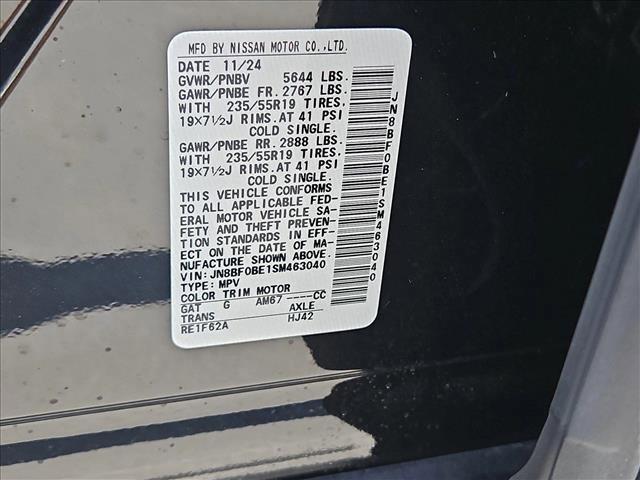 MFD BY NISSAN MOTOR CO.,LTD.
DATE 11/24
GVWR/PNBV 5644 LBS.
GAWR/PNBE FR. 2767 LBS.
WITH 235/55R19 TIRES.
19×7½J RIMS.AT 41 PSI
COLD SINGLE.
GAWR/PNBE RR. 2888 LBS.
WITH 235/55R19 TIRES.
19×7½J RIMS.AT 41 PSI
COLD SINGLE.
THIS VEHICLE CONFORMS
TO ALL APPLICABLE FED-
ERAL MOTOR VEHICLE SA-
FETY AND THEFT PREVEN-
TION STANDARDS IN EFF-
ECT ON THE DATE OF MA-
NUFACTURE SHOWN ABOVE.
VIN: JN8BF0BE1SM463040
TYPE: MPV
COLOR TRIM MOTOR
GAT G AM67 ----CC
TRANS AXLE
RE1F62A HJ42
JN8BF0BE1SM463040